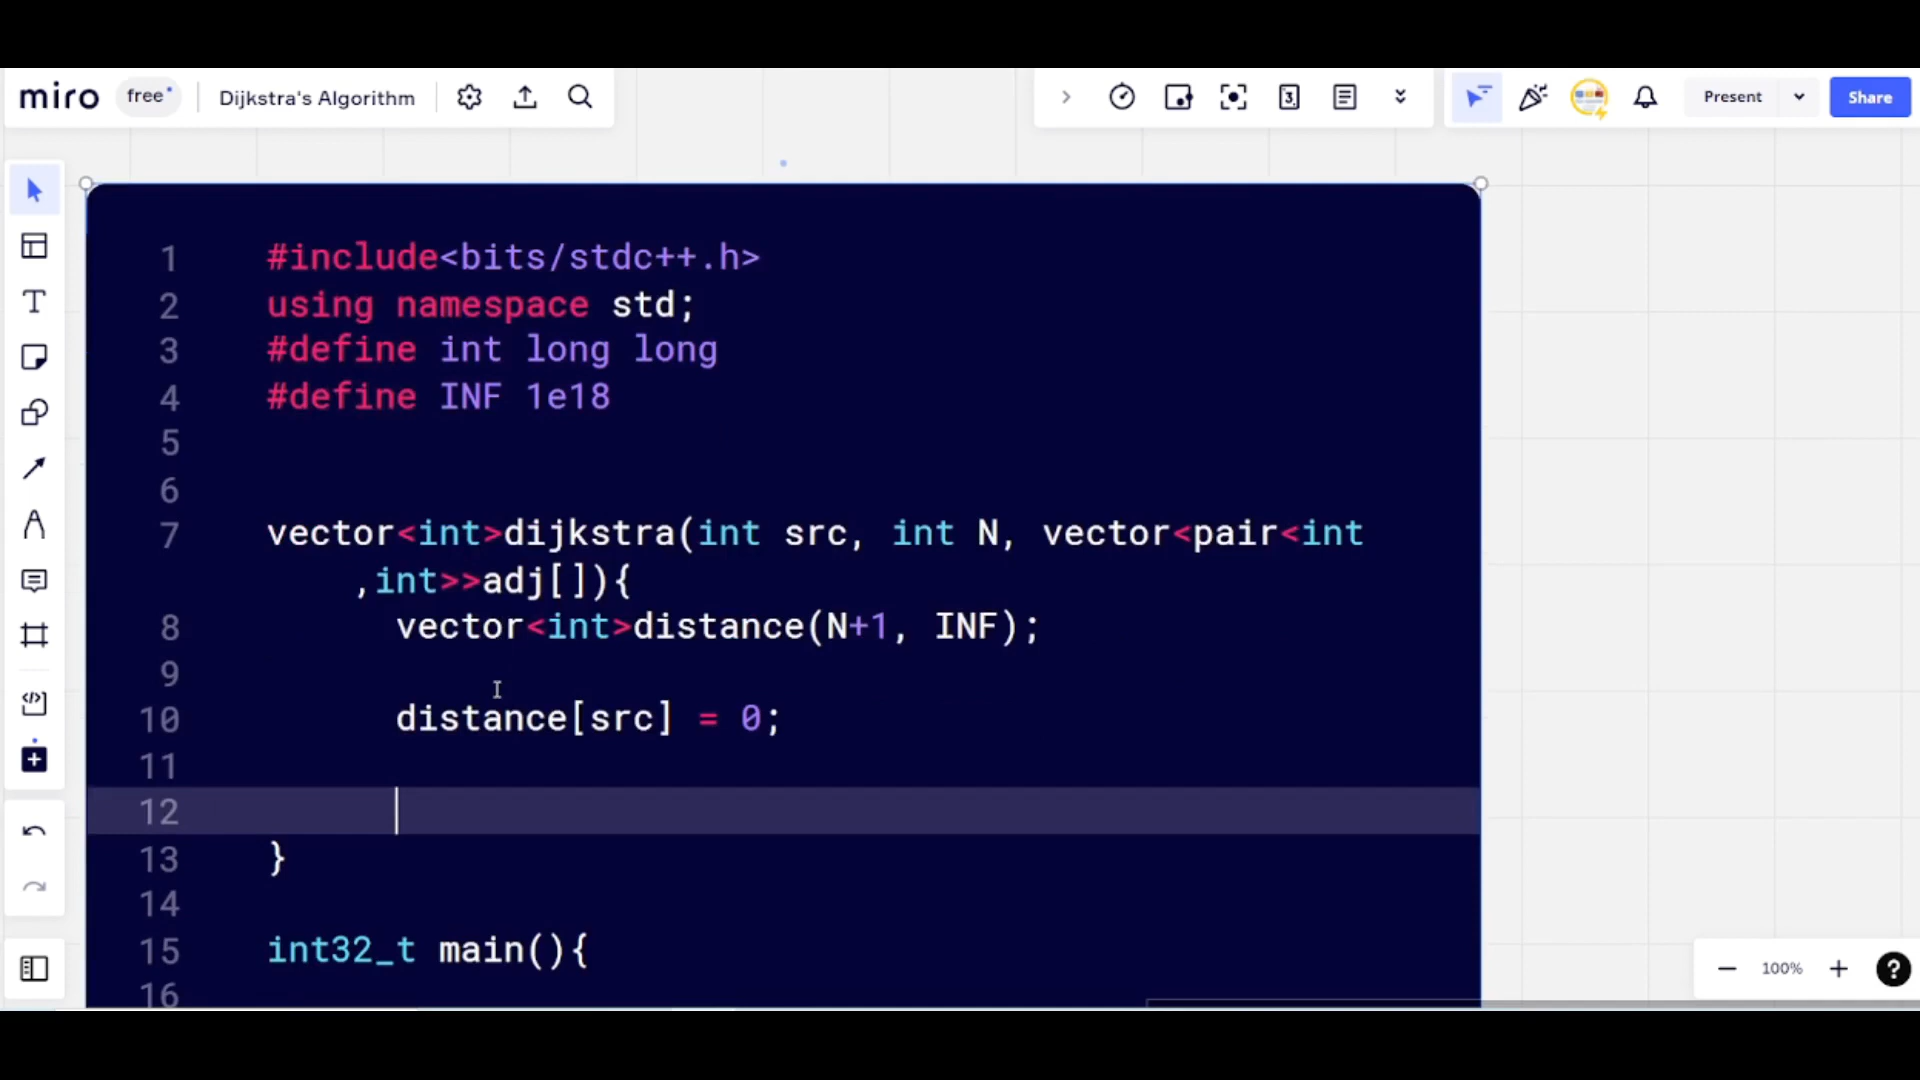 miro free Dijkstra's Algorithm 3 Present Share
1 #include<bits/stdc++.h>
2 using namespace std;
3 #define int long long
4 #define INF 1e18
5
6
7 vector<int>dijkstra(int src, int N, vector<pair<int
,int>>adj[]){
8 vector<int>distance(N+1, INF);
9
10 distance[src] = 0;
11
12
13 }
14
15 int32_t main(){
16
100%
?